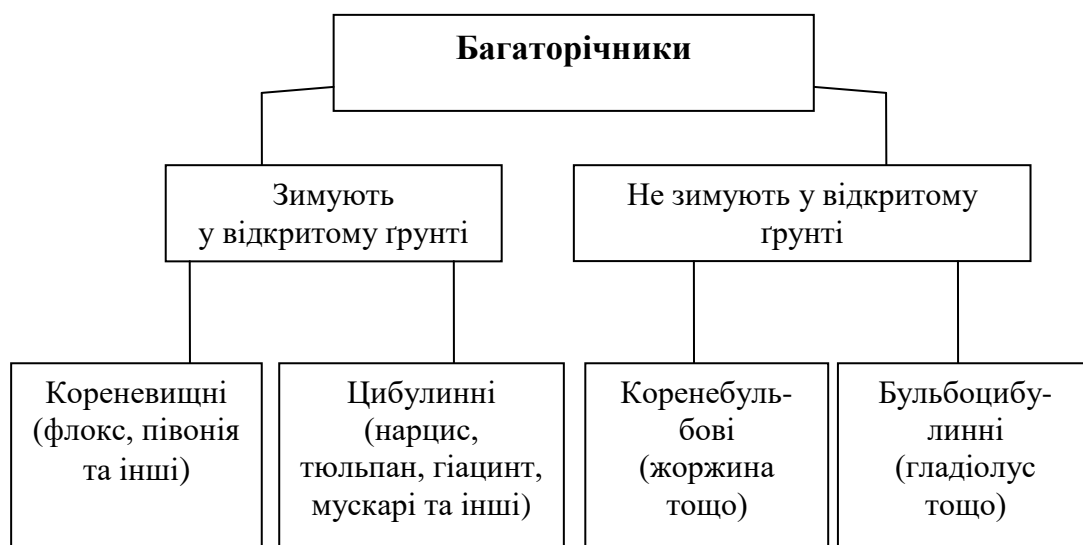 Багаторічники
Зимують
у відкритого ґрунті
Не зимують у відкритому
ґрунті
Кореневищні
(флокс, півонія
та інші)
Цибулинні
(нарцис,
тюльпан, гіацинт,
мускарі та інші)
Коренебуль-
бові
(жоржина
тощо)
Бульбоцибу-
линні
(гладіолус
тощо)